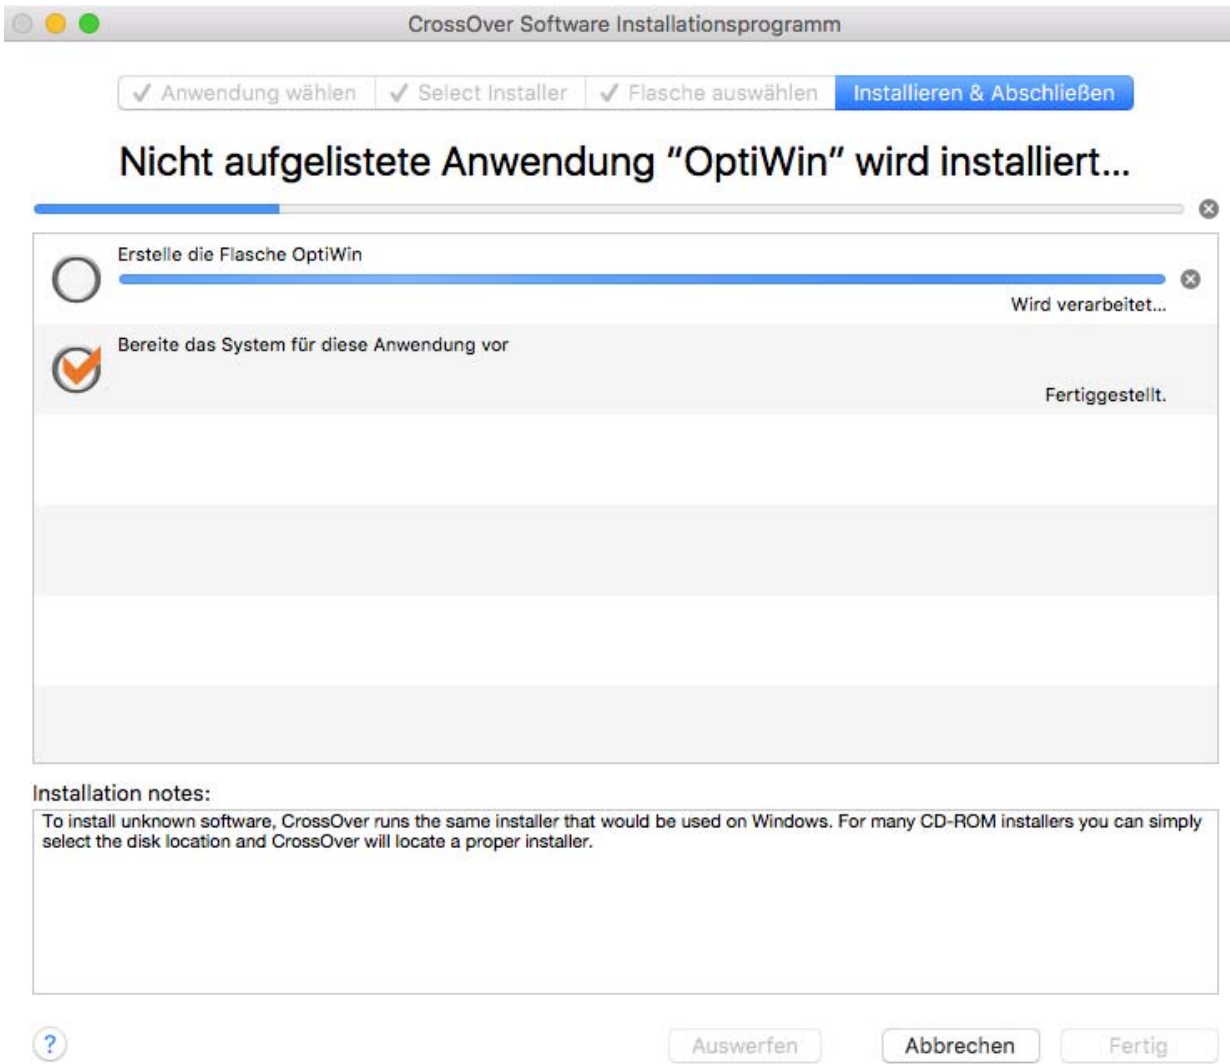 CrossOver Software Installationsprogramm
✓ Anwendung wählen ✓ Select Installer ✓ Flasche auswählen Installieren & Abschließen
Nicht aufgelistete Anwendung “OptiWin” wird installiert...
Erstelle die Flasche OptiWin
Wird verarbeitet...
Bereite das System für diese Anwendung vor
Fertiggestellt.
Installation notes:
To install unknown software, CrossOver runs the same installer that would be used on Windows. For many CD-ROM installers you can simply
select the disk location and CrossOver will locate a proper installer.
? Auswerfen Abbrechen Fertig